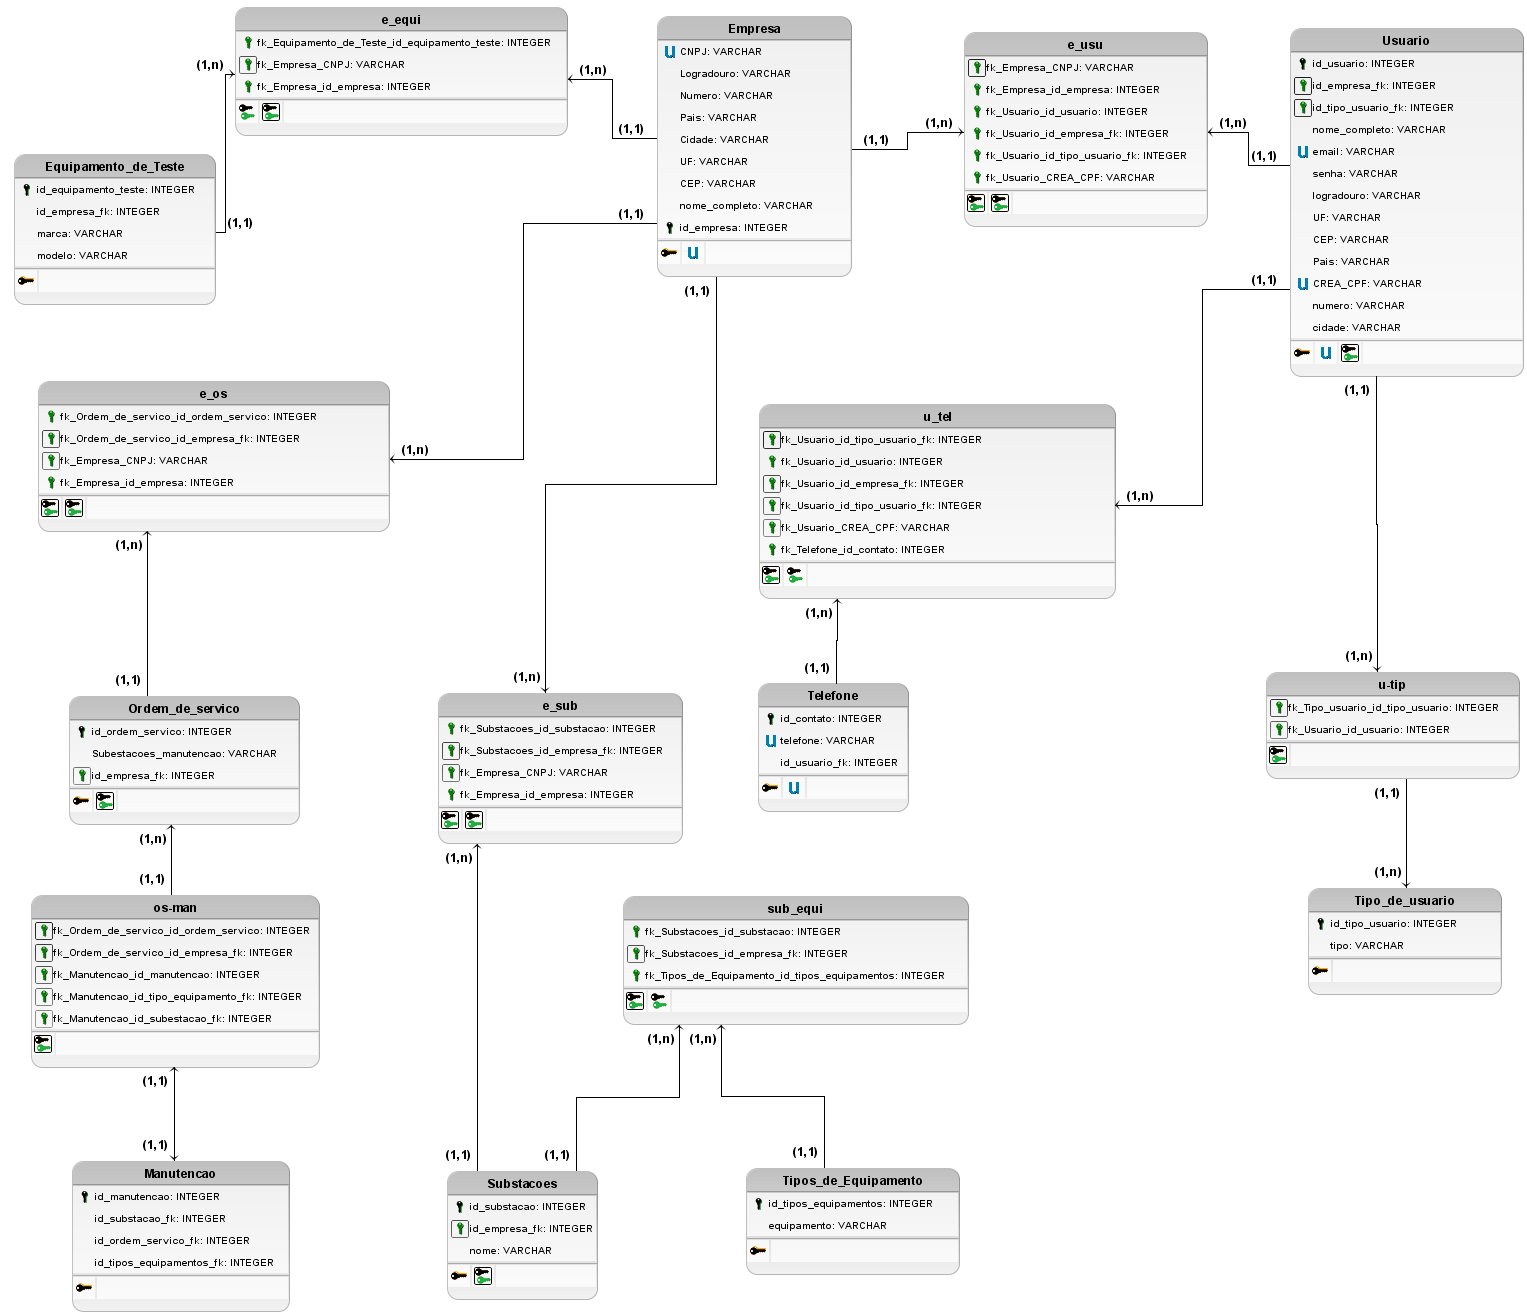 e_equi
fk_Equipamento_de_Teste_id_equipamento_teste: INTEGER
fk_Empresa_CNPJ: VARCHAR
fk_Empresa_id_empresa: INTEGER
(1,n)
(1,n)
Empresa
CNPJ: VARCHAR
Logradouro: VARCHAR
Numero: VARCHAR
Pais: VARCHAR
Cidade: VARCHAR
UF: VARCHAR
CEP: VARCHAR
nome_completo: VARCHAR
id_empresa: INTEGER
(1,1)
(1,1)
(1,1)
(1,1)
e_usu
fk_Empresa_CNPJ: VARCHAR
fk_Empresa_id_empresa: INTEGER
fk_Usuario_id_usuario: INTEGER
fk_Usuario_id_empresa_fk: INTEGER
fk_Usuario_id_tipo_usuario_fk: INTEGER
fk_Usuario_CREA_CPF: VARCHAR
(1,n)
(1,n)
Usuario
id_usuario: INTEGER
id_empresa_fk: INTEGER
id_tipo_usuario_fk: INTEGER
nome_completo: VARCHAR
email: VARCHAR
senha: VARCHAR
logradouro: VARCHAR
UF: VARCHAR
CEP: VARCHAR
Pais: VARCHAR
CREA_CPF: VARCHAR
numero: VARCHAR
cidade: VARCHAR
(1,1)
(1,1)
(1,1)
Equipamento_de_Teste
id_equipamento_teste: INTEGER
id_empresa_fk: INTEGER
marca: VARCHAR
modelo: VARCHAR
(1,1)
e_os
fk_Ordem_de_servico_id_ordem_servico: INTEGER
fk_Ordem_de_servico_id_empresa_fk: INTEGER
fk_Empresa_CNPJ: VARCHAR
fk_Empresa_id_empresa: INTEGER
(1,n)
(1,n)
u_tel
fk_Usuario_id_tipo_usuario_fk: INTEGER
fk_Usuario_id_usuario: INTEGER
fk_Usuario_id_empresa_fk: INTEGER
fk_Usuario_id_tipo_usuario_fk: INTEGER
fk_Usuario_CREA_CPF: VARCHAR
fk_Telefone_id_contato: INTEGER
(1,n)
(1,n)
(1,1)
Telefone
id_contato: INTEGER
telefone: VARCHAR
id_usuario_fk: INTEGER
(1,n)
u-tip
fk_Tipo_usuario_id_tipo_usuario: INTEGER
fk_Usuario_id_usuario: INTEGER
(1,1)
(1,n)
Tipo_de_usuario
id_tipo_usuario: INTEGER
tipo: VARCHAR
(1,1)
Ordem_de_servico
id_ordem_servico: INTEGER
Subestacoes_manutencao: VARCHAR
id_empresa_fk: INTEGER
(1,n)
(1,1)
(1,n)
e_sub
fk_Substacoes_id_substacao: INTEGER
fk_Substacoes_id_empresa_fk: INTEGER
fk_Empresa_CNPJ: VARCHAR
fk_Empresa_id_empresa: INTEGER
(1,n)
os-man
fk_Ordem_de_servico_id_ordem_servico: INTEGER
fk_Ordem_de_servico_id_empresa_fk: INTEGER
fk_Manutencao_id_manutencao: INTEGER
fk_Manutencao_id_tipo_equipamento_fk: INTEGER
fk_Manutencao_id_subestacao_fk: INTEGER
(1,1)
(1,1)
sub_equi
fk_Substacoes_id_substacao: INTEGER
fk_Substacoes_id_empresa_fk: INTEGER
fk_Tipos_de_Equipamento_id_tipos_equipamentos: INTEGER
(1,n)
(1,n)
Manutencao
id_manutencao: INTEGER
id_substacao_fk: INTEGER
id_ordem_servico_fk: INTEGER
id_tipos_equipamentos_fk: INTEGER
(1,1)
(1,1)
Substacoes
id_substacao: INTEGER
id_empresa_fk: INTEGER
nome: VARCHAR
(1,1)
Tipos_de_Equipamento
id_tipos_equipamentos: INTEGER
equipamento: VARCHAR